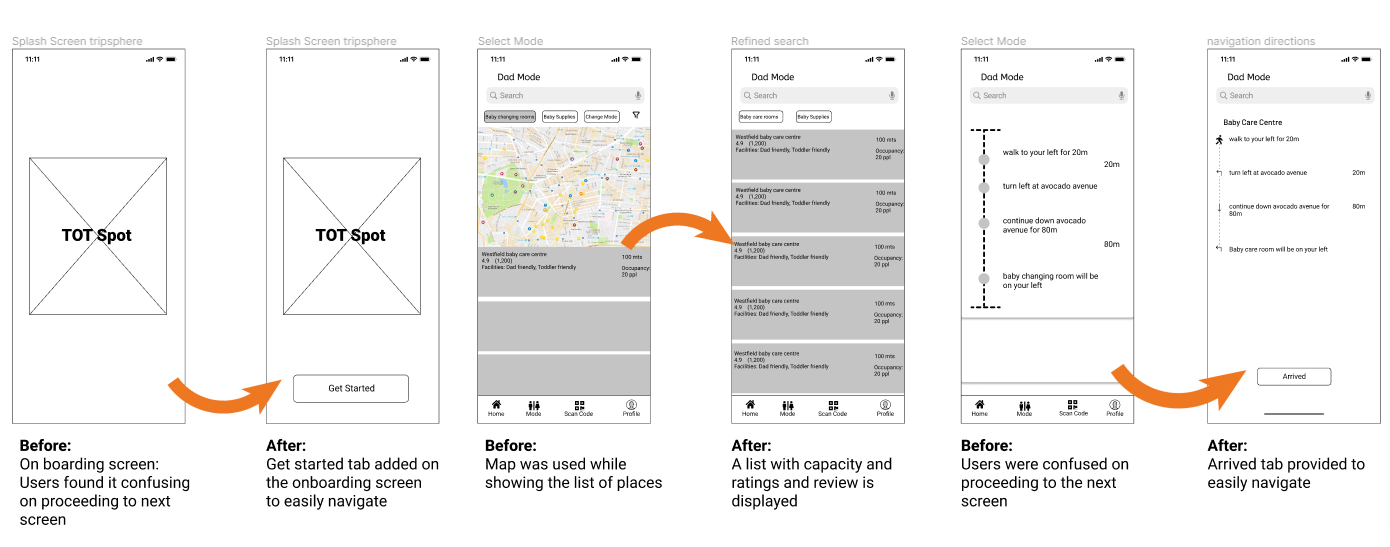 Splash Screen tripsphere
11:11
TOT Spot
Before:
On boarding screen:
Users found it confusing
on proceeding to next
screen
Splash Screen tripsphere
11:11
TOT Spot
Get Started
After:
Get started tab added on
the onboarding screen
to easily navigate
Select Mode
11:11
Dad Mode
Search
Baby changing rooms
Baby Supplies
Change Mode
Westfield baby care centre
4.9 (1,200)
Facilities: Dad friendly, Toddler friendly
100 mts
Occupancy:
20 ppl
Home
Mode
Scan Code
Profile
Before:
Map was used while
showing the list of places
Refined search
11:11
Dad Mode
Search
Baby care rooms
Baby Supplies
Westfield baby care centre
4.9 (1,200)
Facilities: Dad friendly, Toddler friendly
100 mts
Occupancy:
20 ppl
Westfield baby care centre
4.9 (1,200)
Facilities: Dad friendly, Toddler friendly
100 mts
Occupancy:
20 ppl
Westfield baby care centre
4.9 (1,200)
Facilities: Dad friendly, Toddler friendly
100 mts
Occupancy:
20 ppl
Westfield baby care centre
4.9 (1,200)
Facilities: Dad friendly, Toddler friendly
100 mts
Occupancy:
20 ppl
Westfield baby care centre
4.9 (1,200)
Facilities: Dad friendly, Toddler friendly
100 mts
Occupancy:
20 ppl
Home
Mode
Scan Code
Profile
After:
A list with capacity and
ratings and review is
displayed
Select Mode
11:11
Dad Mode
Search
walk to your left for 20m
20m
turn left at avocado avenue
continue down avocado
avenue for 80m
80m
baby changing room will be
on your left
Home
Mode
Scan Code
Profile
Before:
Users were confused on
proceeding to the next
screen
navigation directions
11:11
Dad Mode
Search
Baby Care Centre
walk to your left for 20m
turn left at avocado avenue
20m
continue down avocado avenue for
80m
80m
Baby care room will be on your left
Arrived
After:
Arrived tab provided to
easily navigate